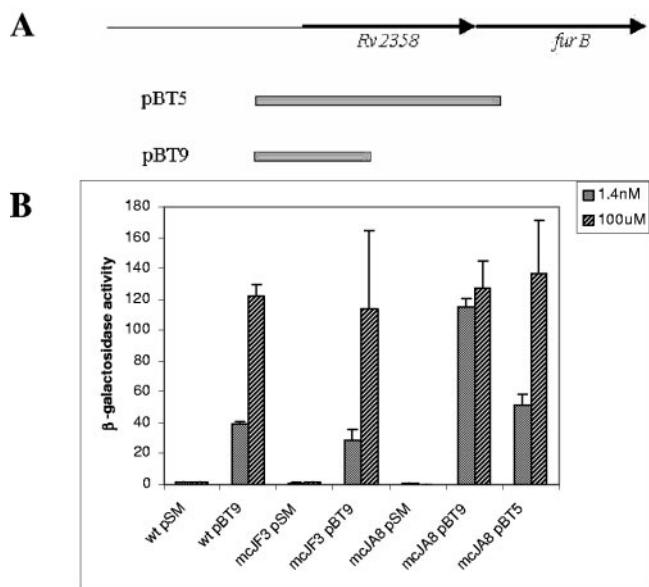 A
Rv2358
fur B
pBT5
pBT9
B
1.4nM
100uM
180
160
140
120
100
80
60
40
20
0
β-galactosidase activity
wt pSM
wt pBT9
mcJF3 pSM
mcJF3 pBT9
mcJA8 pSM
mcJA8 pBT9
mcJA8 pBT5